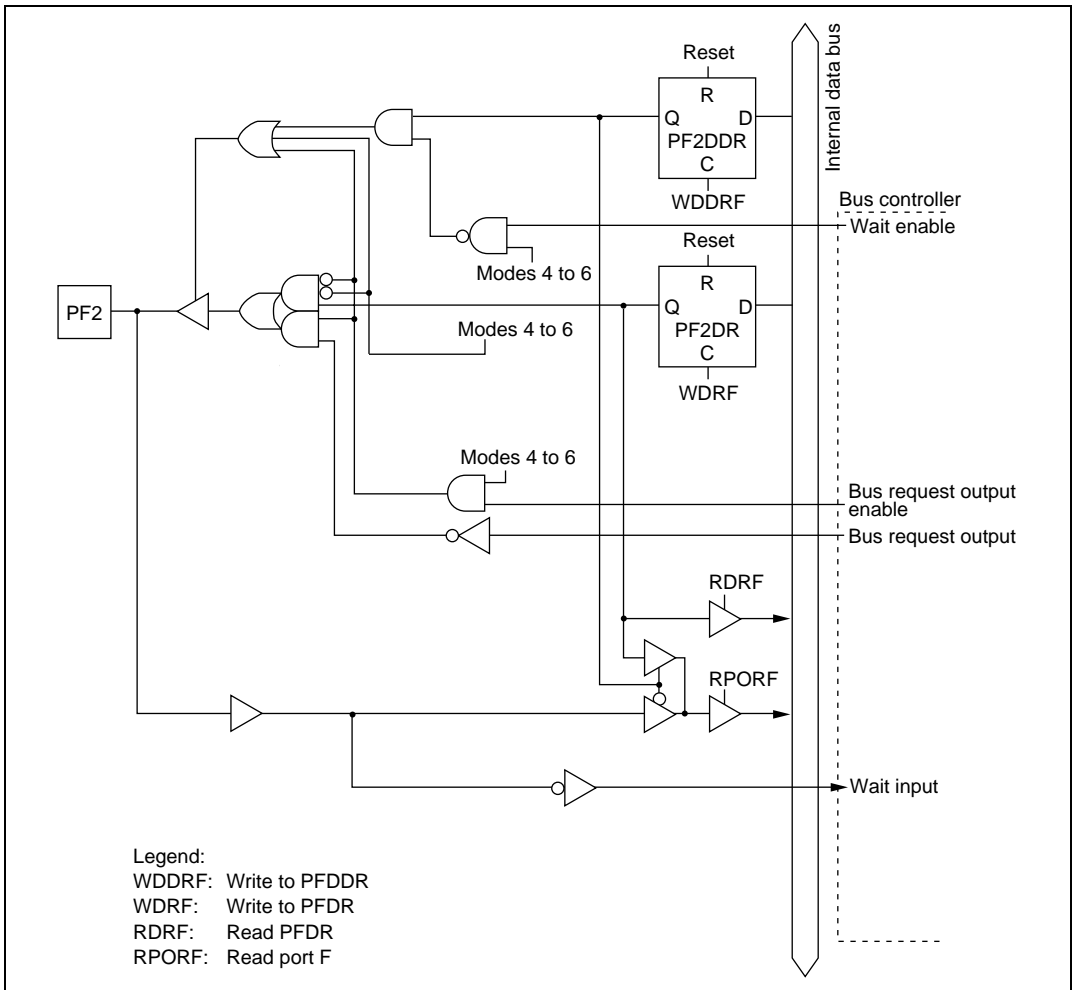 Reset
R
Q D
PF2DDR
C
WDDRF
Internal data bus
Bus controller
Wait enable
Modes 4 to 6
Reset
R
Q D
PF2DR
C
WDRF
PF2
Modes 4 to 6
Modes 4 to 6
Bus request output
enable
Bus request output
RDRF
RPORF
Wait input
Legend:
WDDRF: Write to PFDDR
WDRF: Write to PFDR
RDRF: Read PFDR
RPORF: Read port F